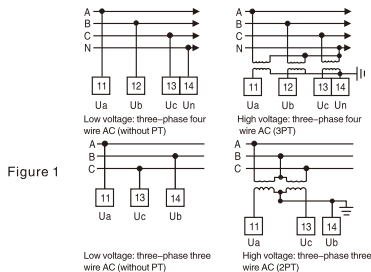 A
B
C
N
11
12
13
14
Ua
Ub
Uc
Un
Low voltage: three-phase four
wire AC (without PT)
A
B
C
N
11
12
13
14
Ua
Ub
Uc
Un
High voltage: three-phase four
wire AC (3PT)
Figure 1
A
B
C
11
13
14
Ua
Uc
Ub
Low voltage: three-phase three
wire AC (without PT)
A
B
C
11
13
14
Ua
Uc
Ub
High voltage: three-phase three
wire AC (2PT)